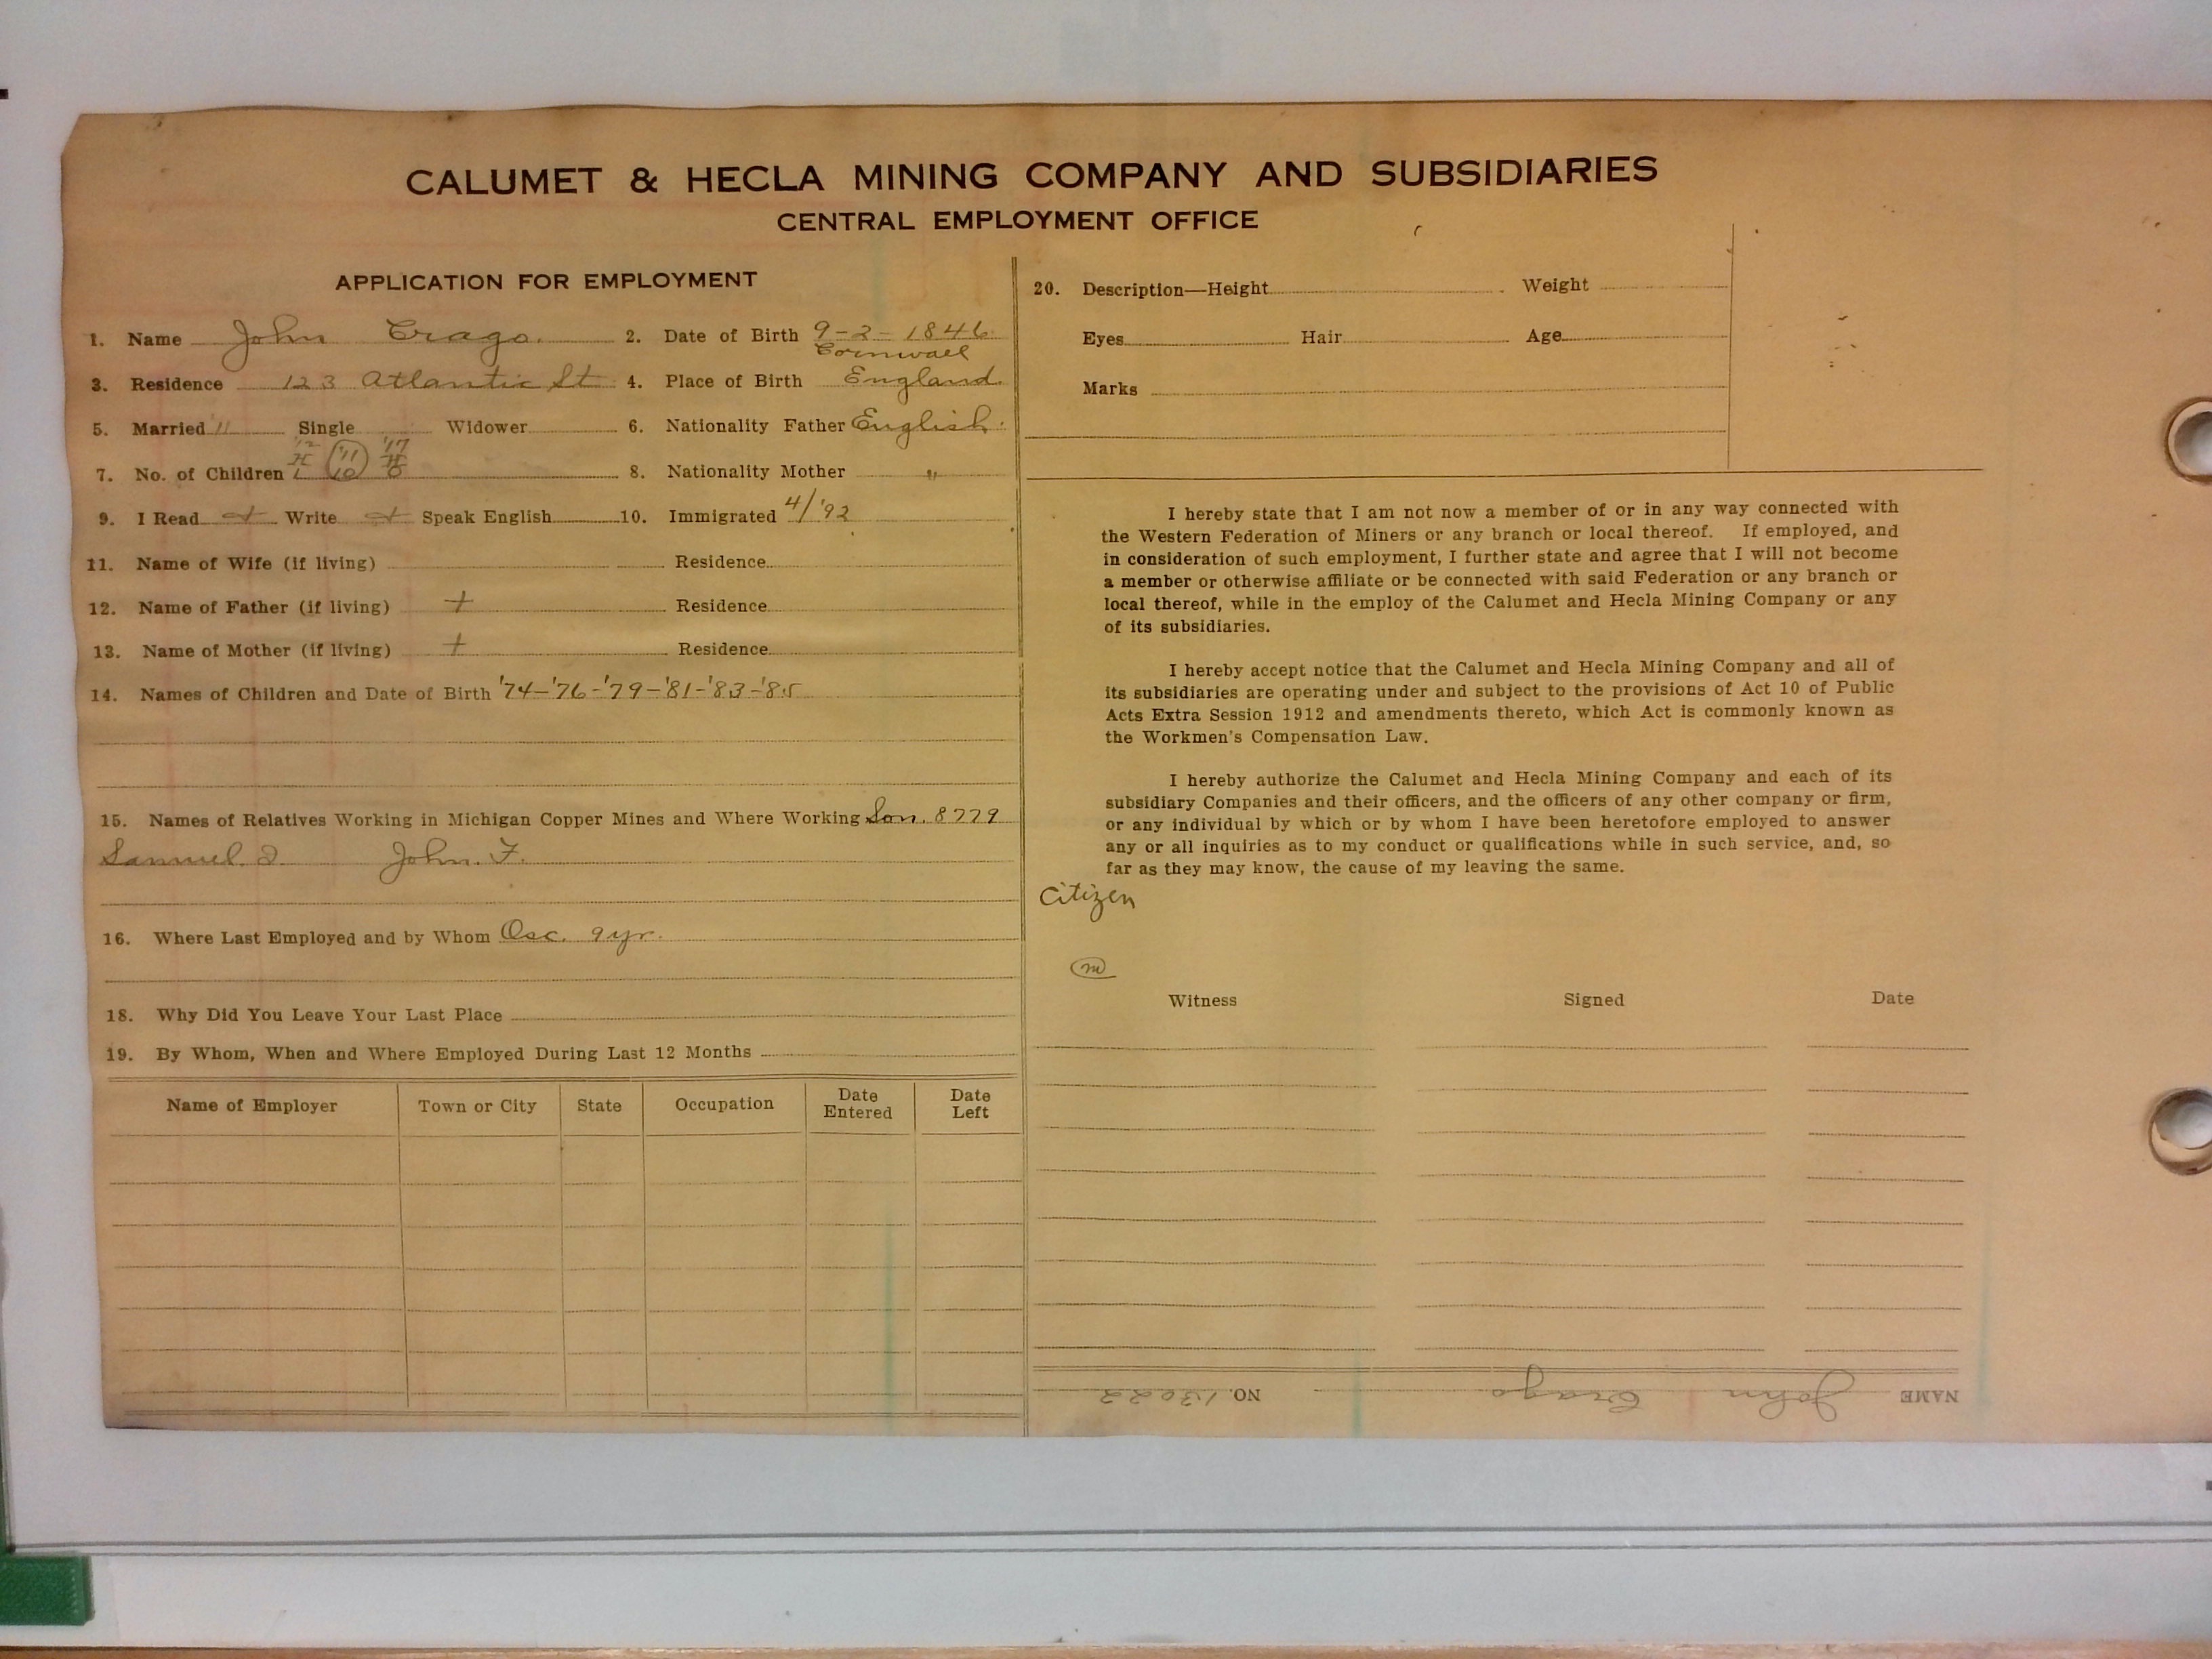 CALUMET & HECLA MINING COMPANY AND SUBSIDIARIES
CENTRAL EMPLOYMENT OFFICE
APPLICATION FOR EMPLOYMENT
1. Name John Crago. 2. Date of Birth 9-2-1846
Cornwall
3. Residence 123 Atlantic St 4. Place of Birth England.
5. Married '11 Single Widower 6. Nationality Father English.
'12 '11 '17
7. No. of Children 10 8. Nationality Mother "
9. I Read + Write + Speak English 10. Immigrated 4/'92
11. Name of Wife (if living) Residence
12. Name of Father (if living) + Residence
13. Name of Mother (if living) + Residence
14. Names of Children and Date of Birth '74-'76-'79-'81-'83-'85
15. Names of Relatives Working in Michigan Copper Mines and Where Working Son. 8779
Samuel. John. F.
16. Where Last Employed and by Whom Osc. 9 yr.
18. Why Did You Leave Your Last Place
19. By Whom, When and Where Employed During Last 12 Months
Name of Employer Town or City State Occupation Date Entered Date Left
20. Description—Height Weight
Eyes Hair Age
Marks
I hereby state that I am not now a member of or in any way connected with
the Western Federation of Miners or any branch or local thereof. If employed, and
in consideration of such employment, I further state and agree that I will not become
a member or otherwise affiliate or be connected with said Federation or any branch or
local thereof, while in the employ of the Calumet and Hecla Mining Company or any
of its subsidiaries.
I hereby accept notice that the Calumet and Hecla Mining Company and all of
its subsidiaries are operating under and subject to the provisions of Act 10 of Public
Acts Extra Session 1912 and amendments thereto, which Act is commonly known as
the Workmen's Compensation Law.
I hereby authorize the Calumet and Hecla Mining Company and each of its
subsidiary Companies and their officers, and the officers of any other company or firm,
or any individual by which or by whom I have been heretofore employed to answer
any or all inquiries as to my conduct or qualifications while in such service, and, so
far as they may know, the cause of my leaving the same.
Citizen
m
Witness Signed Date
NAME John Crago NO. 13022